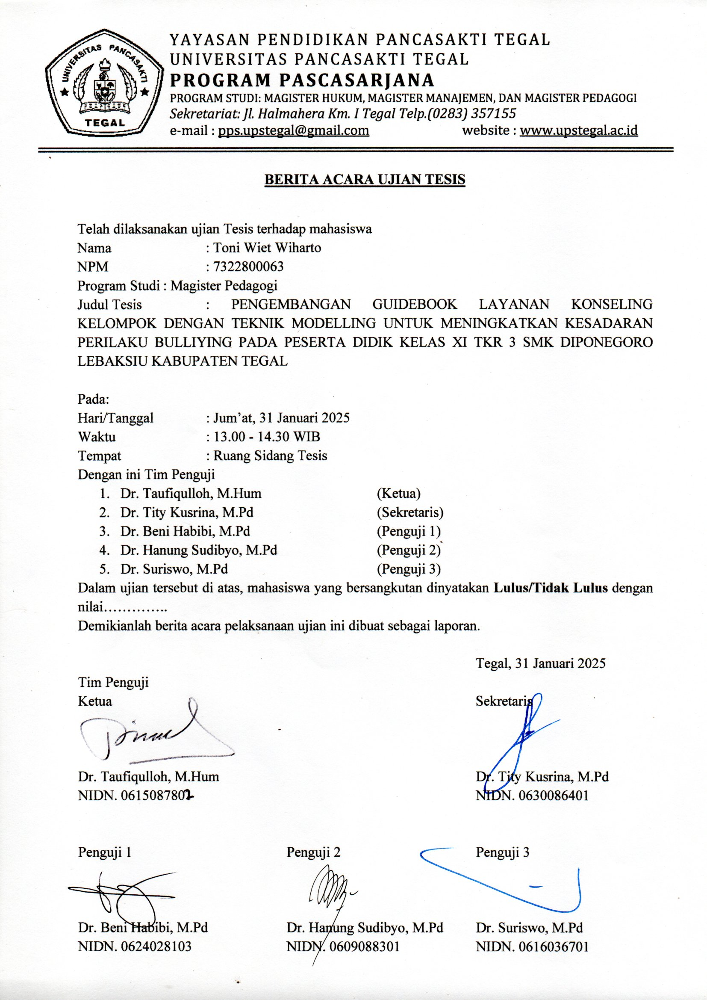 UNIVERSITAS PANCASAKTI
TEGAL
YAYASAN PENDIDIKAN PANCASAKTI TEGAL
UNIVERSITAS PANCASAKTI TEGAL
PROGRAM PASCASARJANA
PROGRAM STUDI: MAGISTER HUKUM, MAGISTER MANAJEMEN, DAN MAGISTER PEDAGOGI
Sekretariat: Jl. Halmahera Km. I Tegal Telp.(0283) 357155
e-mail : pps.upstegal@gmail.com website : www.upstegal.ac.id
BERITA ACARA UJIAN TESIS
Telah dilaksanakan ujian Tesis terhadap mahasiswa
Nama : Toni Wiet Wiharto
NPM : 7322800063
Program Studi : Magister Pedagogi
Judul Tesis : PENGEMBANGAN GUIDEBOOK LAYANAN KONSELING
KELOMPOK DENGAN TEKNIK MODELLING UNTUK MENINGKATKAN KESADARAN
PERILAKU BULLIYING PADA PESERTA DIDIK KELAS XI TKR 3 SMK DIPONEGORO
LEBAKSIU KABUPATEN TEGAL
Pada:
Hari/Tanggal : Jum’at, 31 Januari 2025
Waktu : 13.00 - 14.30 WIB
Tempat : Ruang Sidang Tesis
Dengan ini Tim Penguji
1. Dr. Taufiqulloh, M.Hum (Ketua)
2. Dr. Tity Kusrina, M.Pd (Sekretaris)
3. Dr. Beni Habibi, M.Pd (Penguji 1)
4. Dr. Hanung Sudibyo, M.Pd (Penguji 2)
5. Dr. Suriswo, M.Pd (Penguji 3)
Dalam ujian tersebut di atas, mahasiswa yang bersangkutan dinyatakan Lulus/Tidak Lulus dengan
nilai..............
Demikianlah berita acara pelaksanaan ujian ini dibuat sebagai laporan.
Tegal, 31 Januari 2025
Tim Penguji
Ketua Sekretaris
Dr. Taufiqulloh, M.Hum Dr. Tity Kusrina, M.Pd
NIDN. 0615087802 NIDN. 0630086401
Penguji 1 Penguji 2 Penguji 3
Dr. Beni Habibi, M.Pd Dr. Hanung Sudibyo, M.Pd Dr. Suriswo, M.Pd
NIDN. 0624028103 NIDN. 0609088301 NIDN. 0616036701